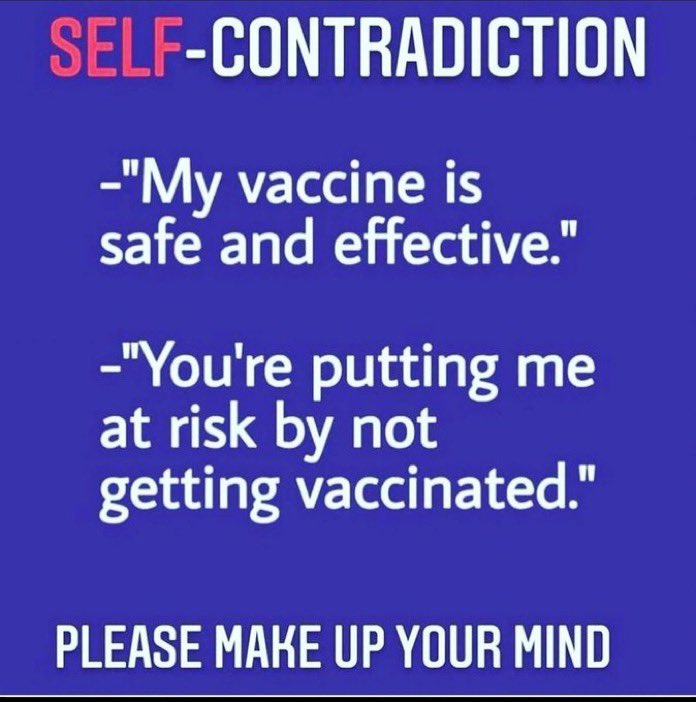 SELF-CONTRADICTION
-"My vaccine is
safe and effective."
-"You're putting me
at risk by not
getting vaccinated."
PLEASE MAKE UP YOUR MIND